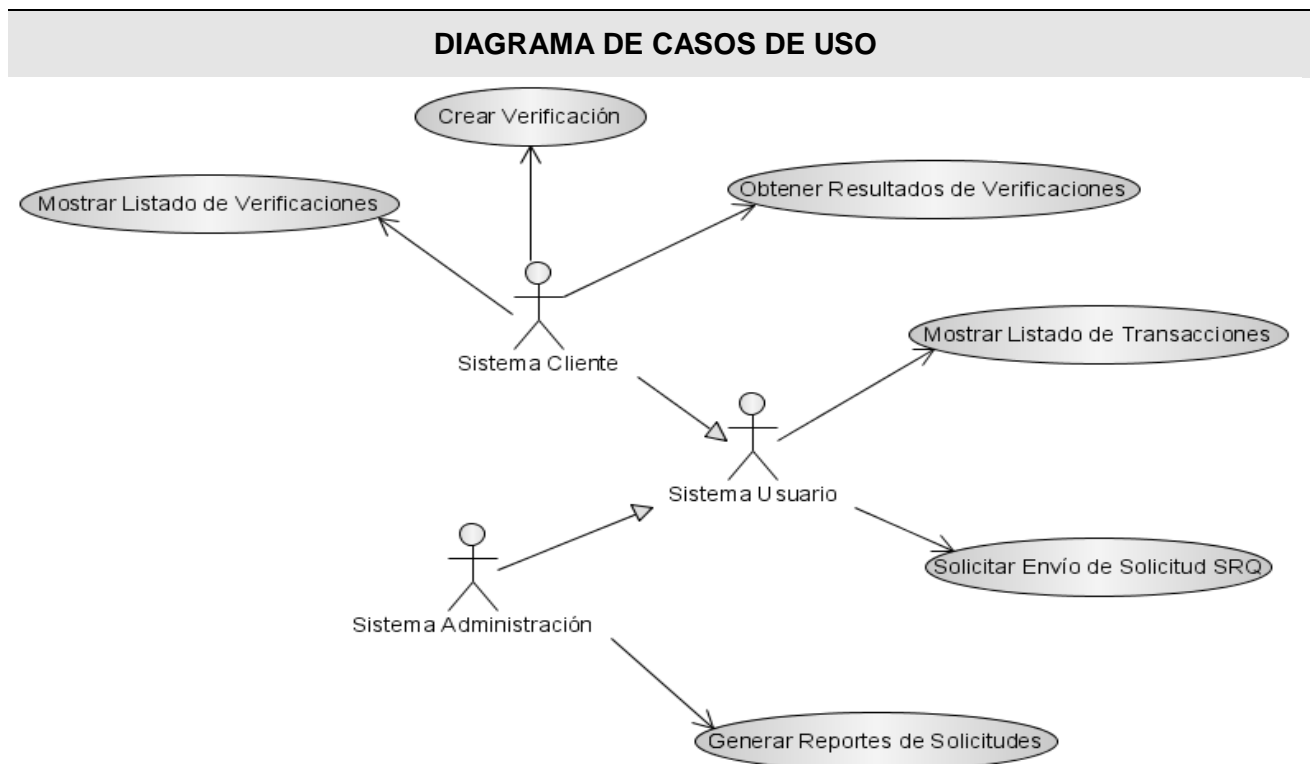 DIAGRAMA DE CASOS DE USO
Crear Verificación
Mostrar Listado de Verificaciones
Obtener Resultados de Verificaciones
Sistema Cliente
Mostrar Listado de Transacciones
Sistema Usuario
Solicitar Envío de Solicitud SRQ
Sistema Administración
Generar Reportes de Solicitudes